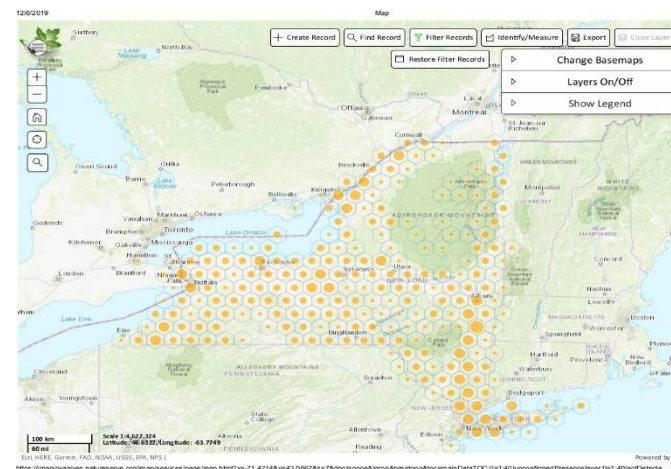 12/6/2019
Map
Create Record
Find Record
Filter Records
Identify/Measure
Export
Close Layers
Restore Filter Records
Change Basemaps
Layers On/Off
Show Legend
Sudbury
North Bay
Pembroke
Ottawa
Gatineau
Laval
Montreal
St-Jean-sur-Richelieu
Cornwall
Owen Sound
Barrie
Orillia
Peterborough
Belleville
Kingston
Brockville
GREEN MOUNTAINS
Montpelier
VERMONT
WHITE MOUNTAINS
NEW HAMPSHIRE
Goderich
Vaughan
Markham
Oshawa
Brampton
Toronto
Kitchener
Oakville
Mississauga
Hamilton
Lake Ontario
ADIRONDACK MOUNTAINS
Concord
London
Brantford
Niagara Falls
Buffalo
Rochester
Syracuse
Utica
NEW YORK
Albany
Nashua
Lowell
Lake Erie
Erie
Binghamton
Catskill Park
MASSACHUSETTS
Worcester
Boston
Springfield
Cleveland
Allegheny National Forest
ALLEGHENY MOUNTAINS
PENNSYLVANIA
Scranton
Hartford
Providence
Waterbury
CONNECTICUT
Bridgeport
New Bedford
Akron
Youngstown
State College
NEW JERSEY
New York
Altoona
Allentown
Edison
Reading
PENNSYLVANIA
100 km
60 mi
Scale 1:4,622,324
Latitude:46.6322/Longitude: -63.7749
Esri, HERE, Garmin, FAO, NOAA, USGS, EPA, NPS |
Powered by